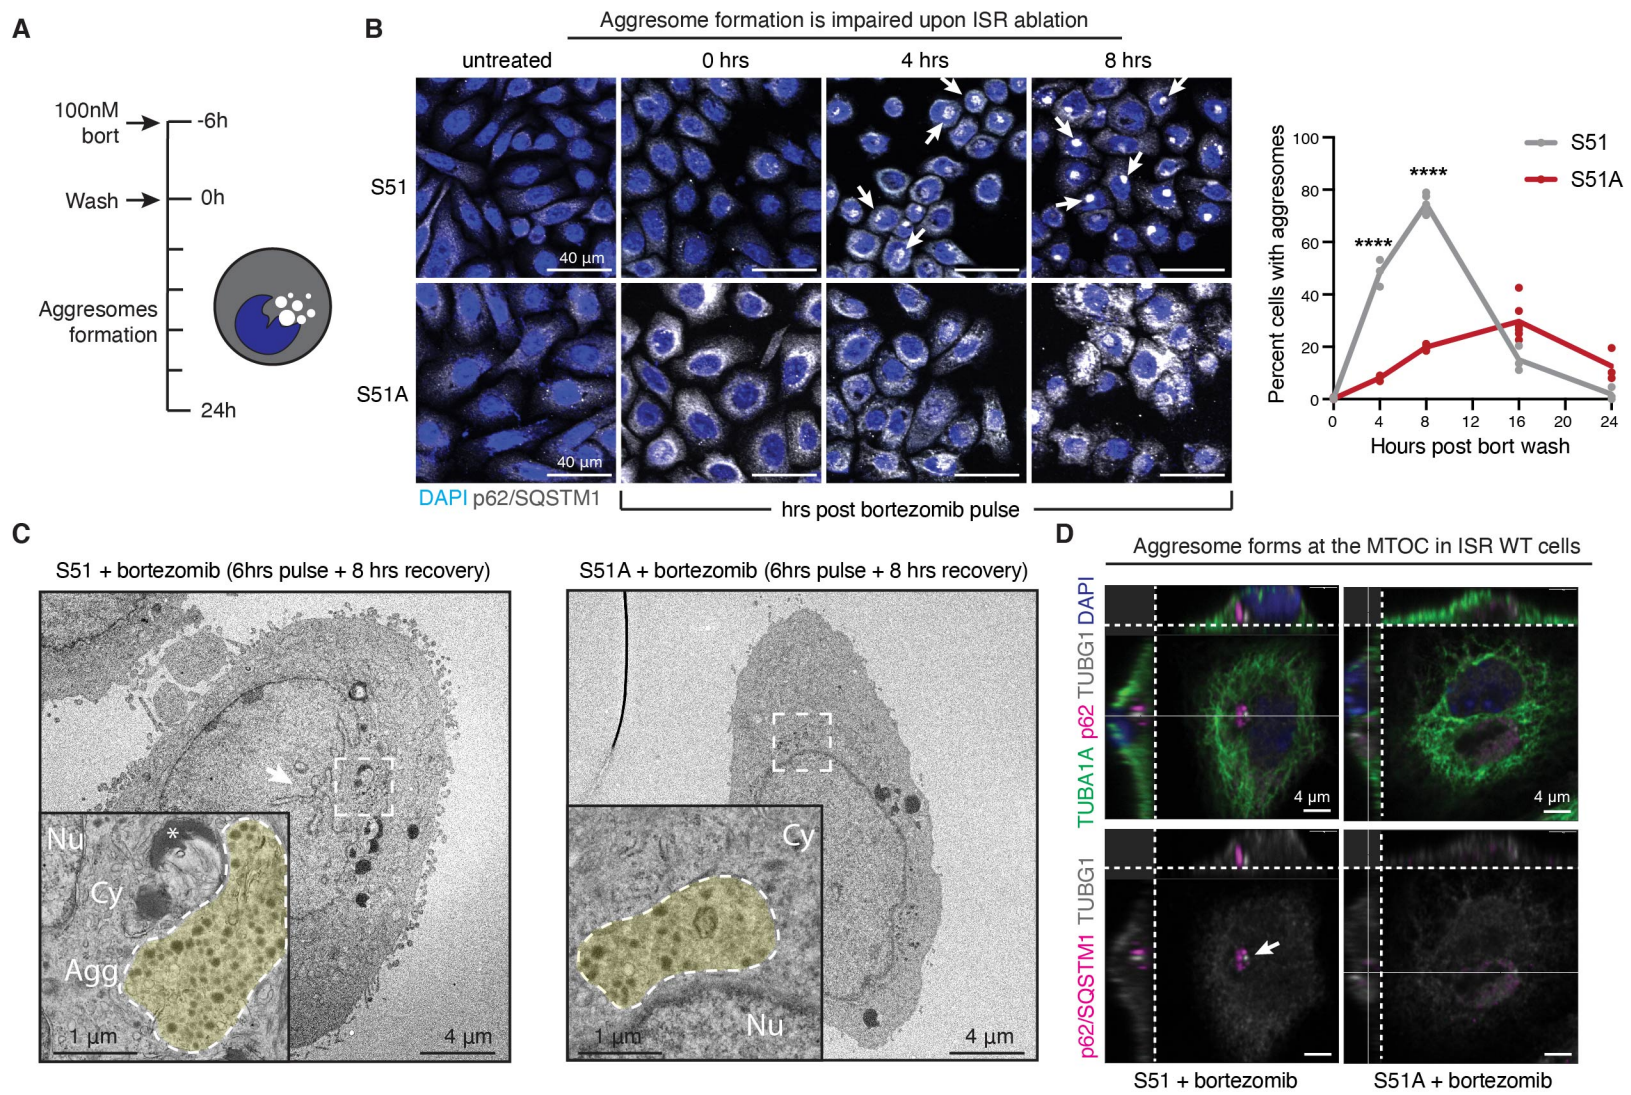 A
100nM
bort
-6h
Wash
0h
Aggresomes
formation
24h
B
Aggresome formation is impaired upon ISR ablation
untreated
0 hrs
4 hrs
8 hrs
S51
40 µm
S51A
40 µm
DAPI p62/SQSTM1
hrs post bortezomib pulse
Percent cells with aggresomes
100
80
60
40
20
0
****
****
S51
S51A
0 4 8 12 16 20 24
Hours post bort wash
C
S51 + bortezomib (6hrs pulse + 8 hrs recovery)
Nu
*
Cy
Agg
1 µm
4 µm
S51A + bortezomib (6hrs pulse + 8 hrs recovery)
Cy
Nu
1 µm
4 µm
D
Aggresome forms at the MTOC in ISR WT cells
TUBA1A p62 TUBG1 DAPI
4 µm
4 µm
p62/SQSTM1 TUBG1
S51 + bortezomib
S51A + bortezomib